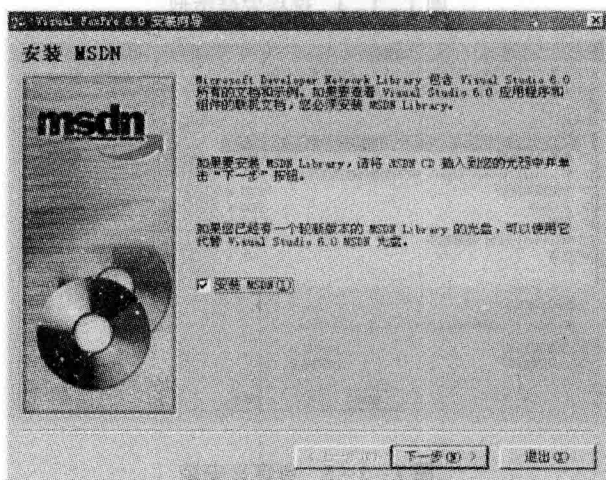 Visual FoxPro 6.0 安装向导
安装 MSDN
msdn
Microsoft Developer Network Library 包含 Visual Studio 6.0
所有的文档和示例。如果要查看 Visual Studio 6.0 应用程序和
组件的联机文档，您必须安装 MSDN Library。
如果要安装 MSDN Library，请将 MSDN CD 插入到您的光驱中并单
击“下一步”按钮。
如果您已经有一个较新版本的 MSDN Library 的光盘，可以使用它
代替 Visual Studio 6.0 MSDN 光盘。
安装 MSDN(I)
下一步(N) >
退出(X)